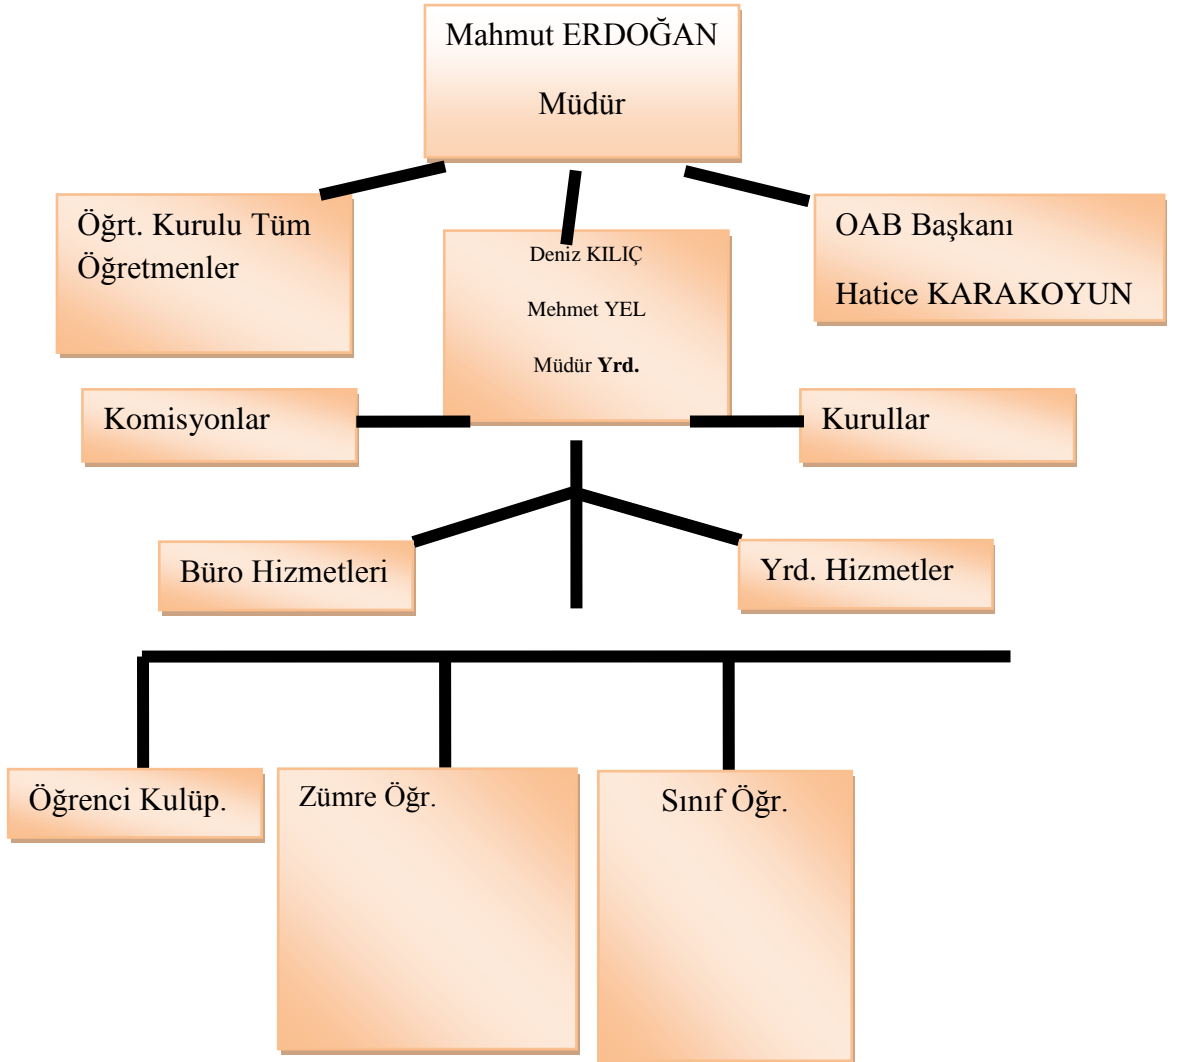 Mahmut ERDOĞAN
Müdür
Öğrt. Kurulu Tüm
Öğretmenler
Deniz KILIÇ
Mehmet YEL
Müdür Yrd.
OAB Başkanı
Hatice KARAKOYUN
Komisyonlar
Kurullar
Büro Hizmetleri
Yrd. Hizmetler
Öğrenci Kulüp.
Zümre Öğr.
Sınıf Öğr.